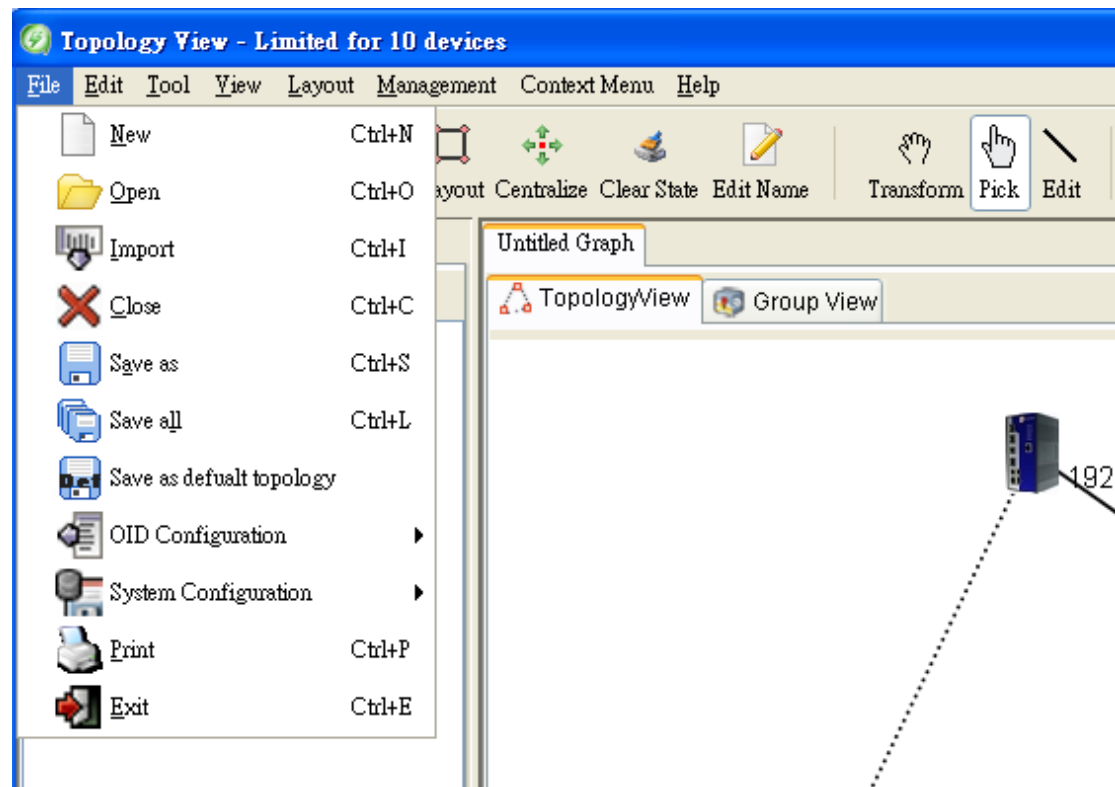 Topology View - Limited for 10 devices
File Edit Tool View Layout Management Context Menu Help
New Ctrl+N
Open Ctrl+O
Import Ctrl+I
Close Ctrl+C
Save as Ctrl+S
Save all Ctrl+L
Save as defualt topology
OID Configuration
System Configuration
Print Ctrl+P
Exit Ctrl+E
ayout Centralize Clear State Edit Name Transform Pick Edit
Untitled Graph
TopologyView Group View
192
Def